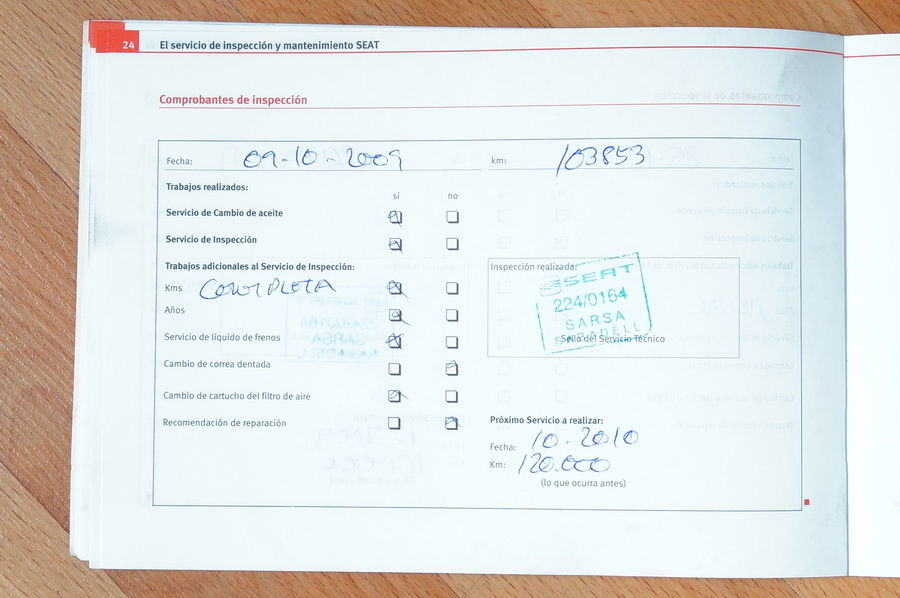 24 El servicio de inspección y mantenimiento SEAT
Comprobantes de inspección
Fecha: 09-10-2009 km: 103853
Trabajos realizados:
sí no
Servicio de Cambio de aceite
Servicio de Inspección
Trabajos adicionales al Servicio de Inspección:
Kms COMPLETA
Años
Servicio de líquido de frenos
Cambio de correa dentada
Cambio de cartucho del filtro de aire
Recomendación de reparación
Inspección realizada:
SEAT
224/0164
SARSA
SABADELL
Sello del Servicio Técnico
Próximo Servicio a realizar:
Fecha: 10-2010
Km: 120.000
(lo que ocurra antes)